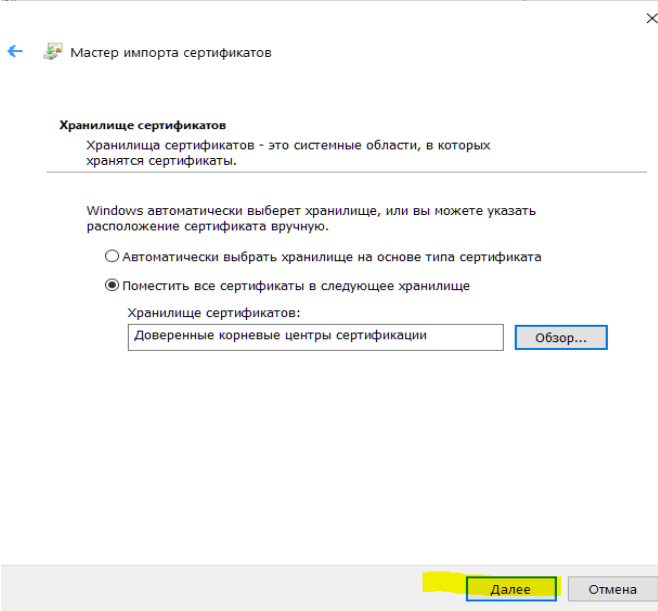 Мастер импорта сертификатов
Хранилище сертификатов
Хранилища сертификатов - это системные области, в которых
хранятся сертификаты.
Windows автоматически выберет хранилище, или вы можете указать
расположение сертификата вручную.
Автоматически выбрать хранилище на основе типа сертификата
Поместить все сертификаты в следующее хранилище
Хранилище сертификатов:
Доверенные корневые центры сертификации
Обзор...
Далее
Отмена